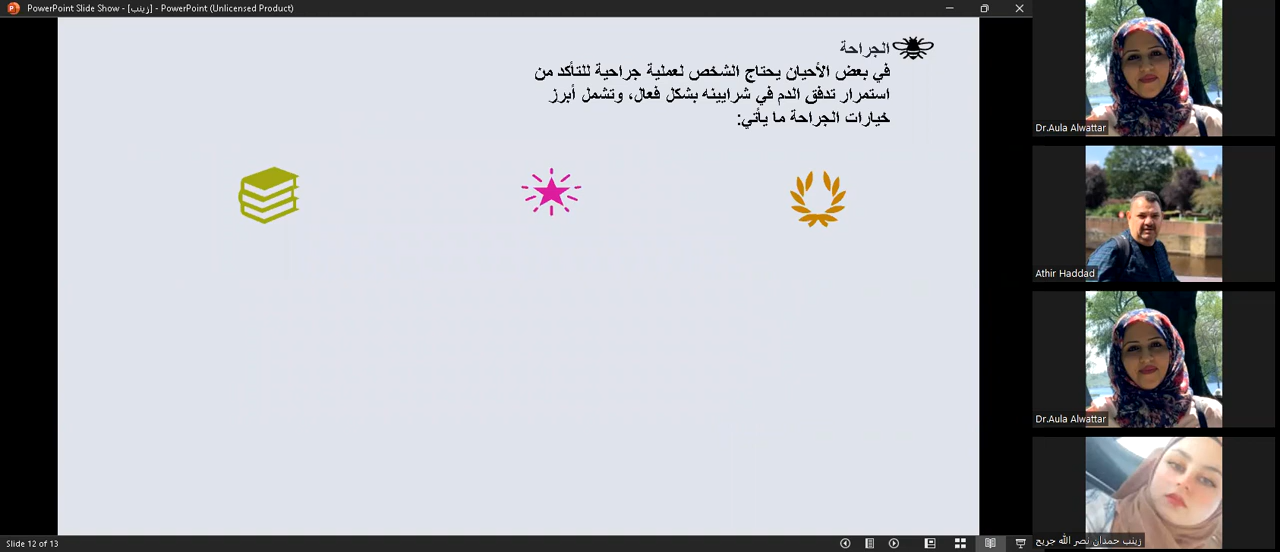 PowerPoint Slide Show - [زينب] - PowerPoint (Unlicensed Product)
الجراحة
في بعض الأحيان يحتاج الشخص لعملية جراحية للتأكد من
استمرار تدفق الدم في شرايينه بشكل فعال، وتشمل أبرز
خيارات الجراحة ما يأتي:
Dr.Aula Alwattar
Athir Haddad
Dr.Aula Alwattar
زينب حمدان نصر الله جريح
Slide 12 of 13